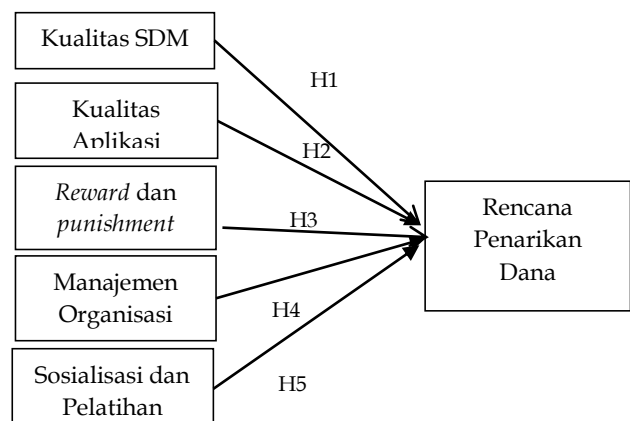 Kualitas SDM
H1
Kualitas
Aplikasi
H2
Reward dan
punishment
H3
Rencana
Penarikan
Dana
Manajemen
Organisasi
H4
Sosialisasi dan
Pelatihan
H5